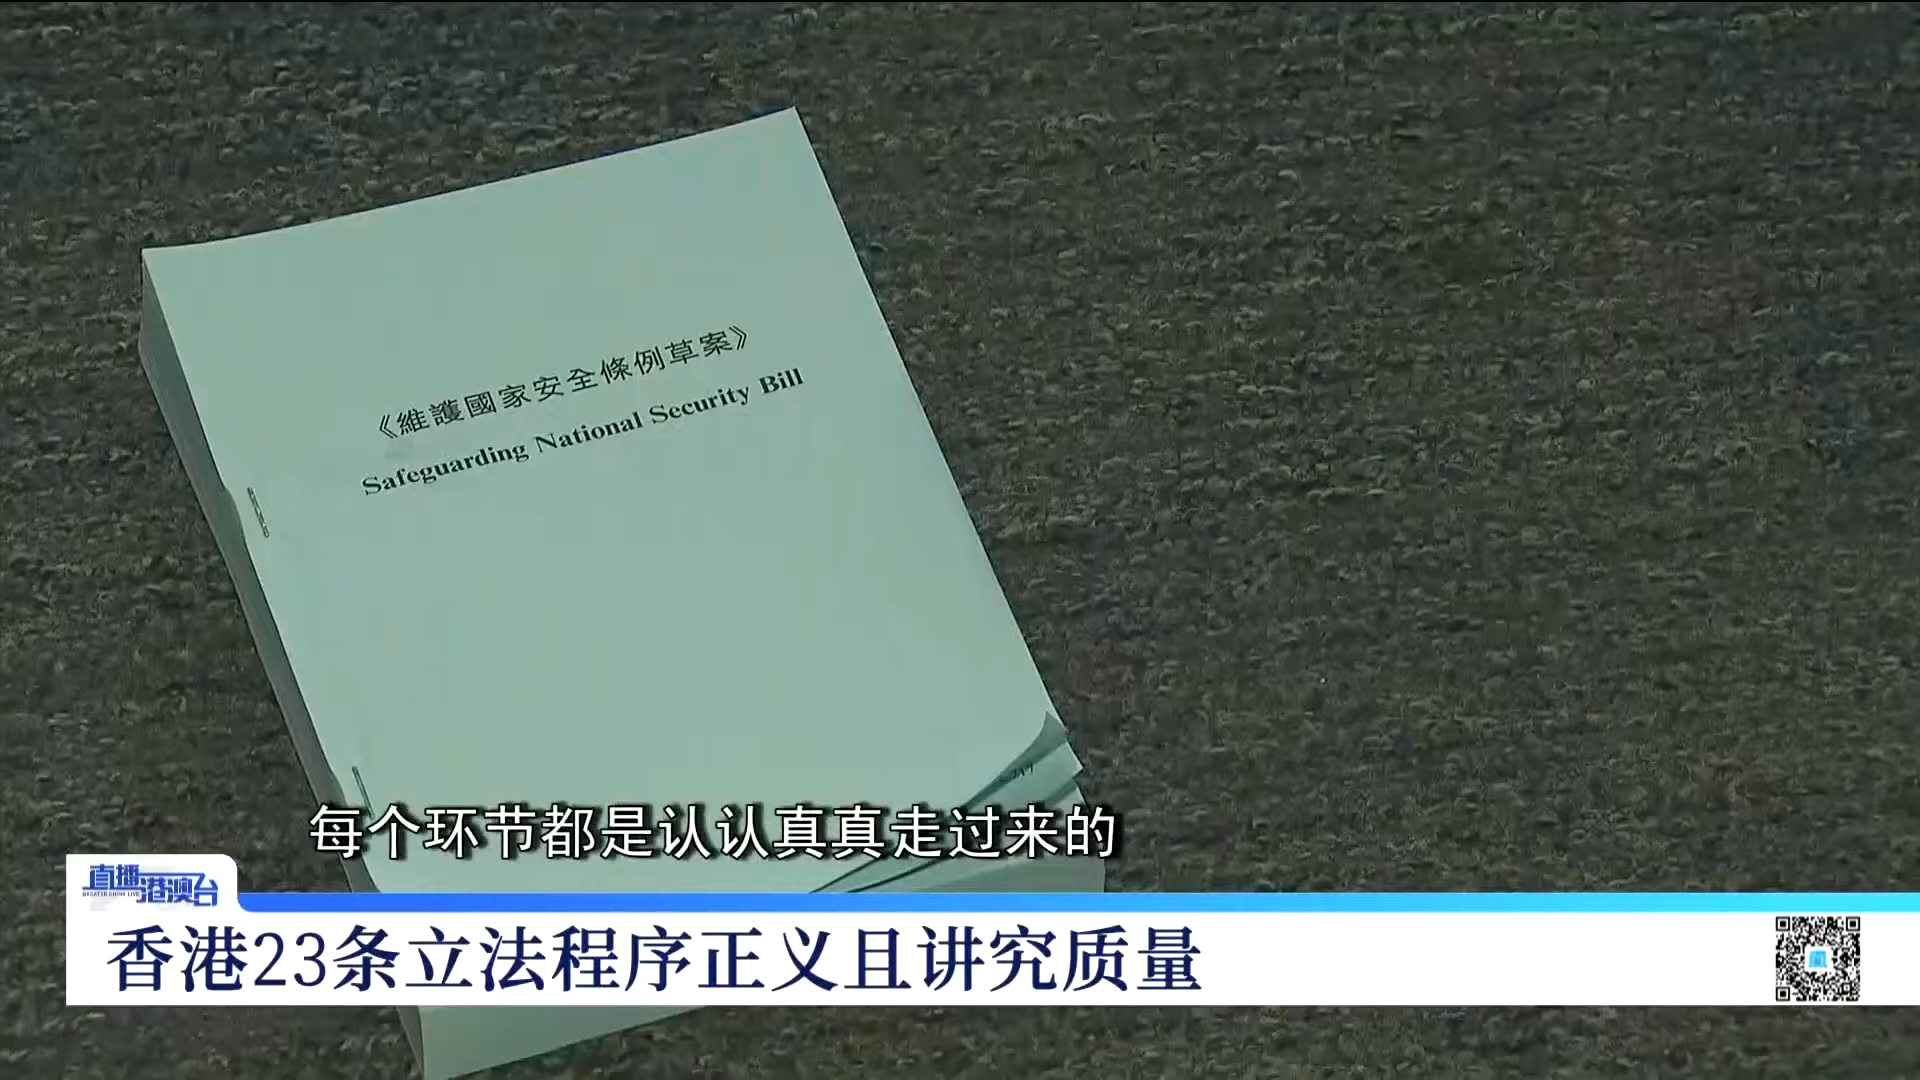 《維護國家安全條例草案》
Safeguarding National Security Bill
每个环节都是认认真真走过来的
直播港澳台
香港23条立法程序正义且讲究质量